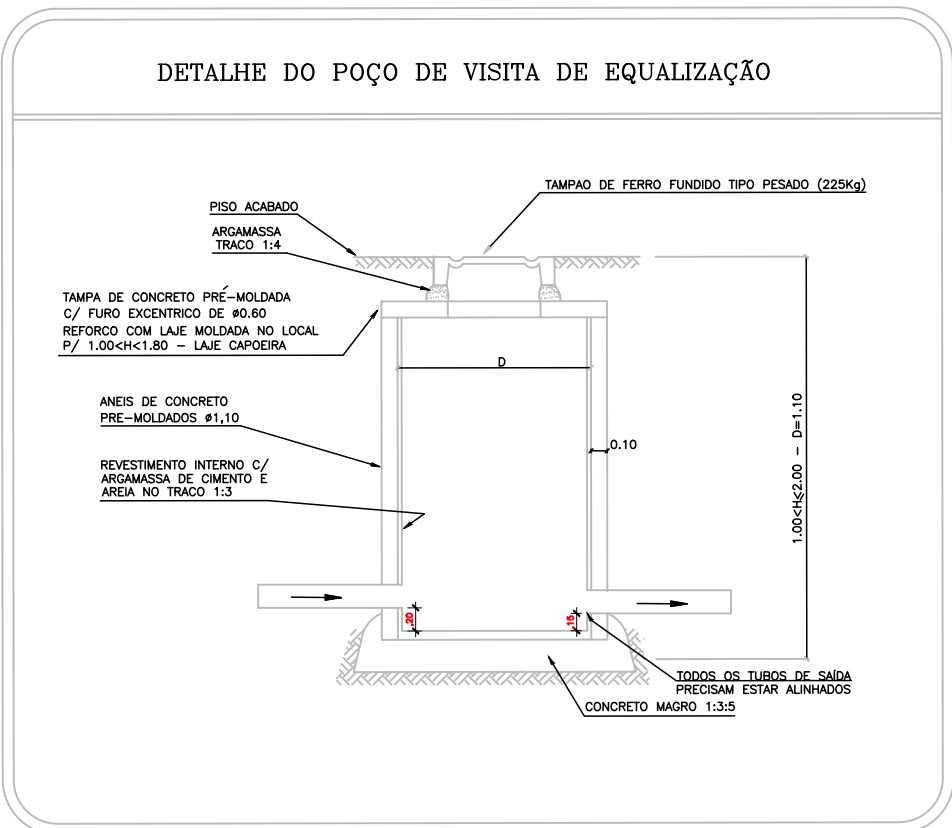 DETALHE DO POÇO DE VISITA DE EQUALIZAÇÃO
TAMPAO DE FERRO FUNDIDO TIPO PESADO (225Kg)
PISO ACABADO
ARGAMASSA
TRACO 1:4
TAMPA DE CONCRETO PRÉ-MOLDADA
C/ FURO EXCENTRICO DE ø0.60
REFORCO COM LAJE MOLDADA NO LOCAL
P/ 1.00<H<1.80 - LAJE CAPOEIRA
D
ANEIS DE CONCRETO
PRE-MOLDADOS ø1,10
0.10
REVESTIMENTO INTERNO C/
ARGAMASSA DE CIMENTO E
AREIA NO TRACO 1:3
1.00<H≤2.00 - D=1.10
.20
.15
TODOS OS TUBOS DE SAÍDA
PRECISAM ESTAR ALINHADOS
CONCRETO MAGRO 1:3:5